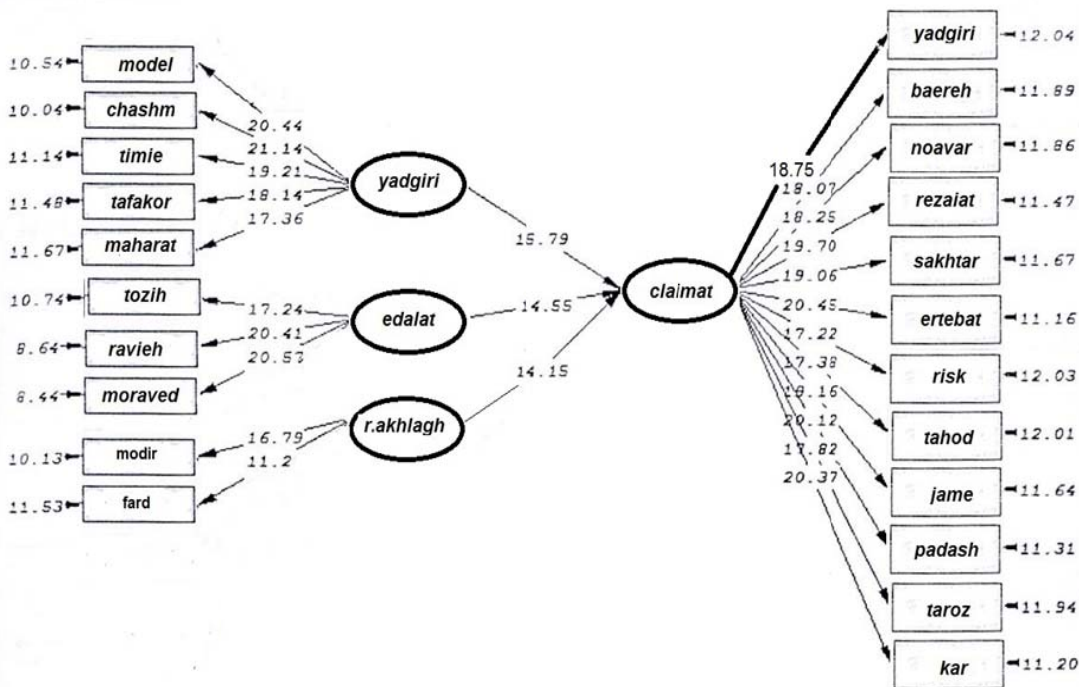 10.54 model
10.04 chashm
11.14 timie
11.48 tafakor
11.67 maharat
10.74 tozih
8.64 ravieh
8.44 moraved
10.13 modir
11.53 fard
20.44
21.14
19.21
18.14
17.36
17.24
20.41
20.57
16.79
11.2
yadgiri
edalat
r.akhlagh
15.79
14.55
14.15
claimat
18.75
18.07
18.25
19.70
19.06
20.45
17.22
17.38
18.16
20.12
17.82
20.37
yadgiri 12.04
baereh 11.89
noavar 11.86
rezaiat 11.47
sakhtar 11.67
ertebat 11.16
risk 12.03
tahod 12.01
jame 11.64
padash 11.31
taroz 11.94
kar 11.20